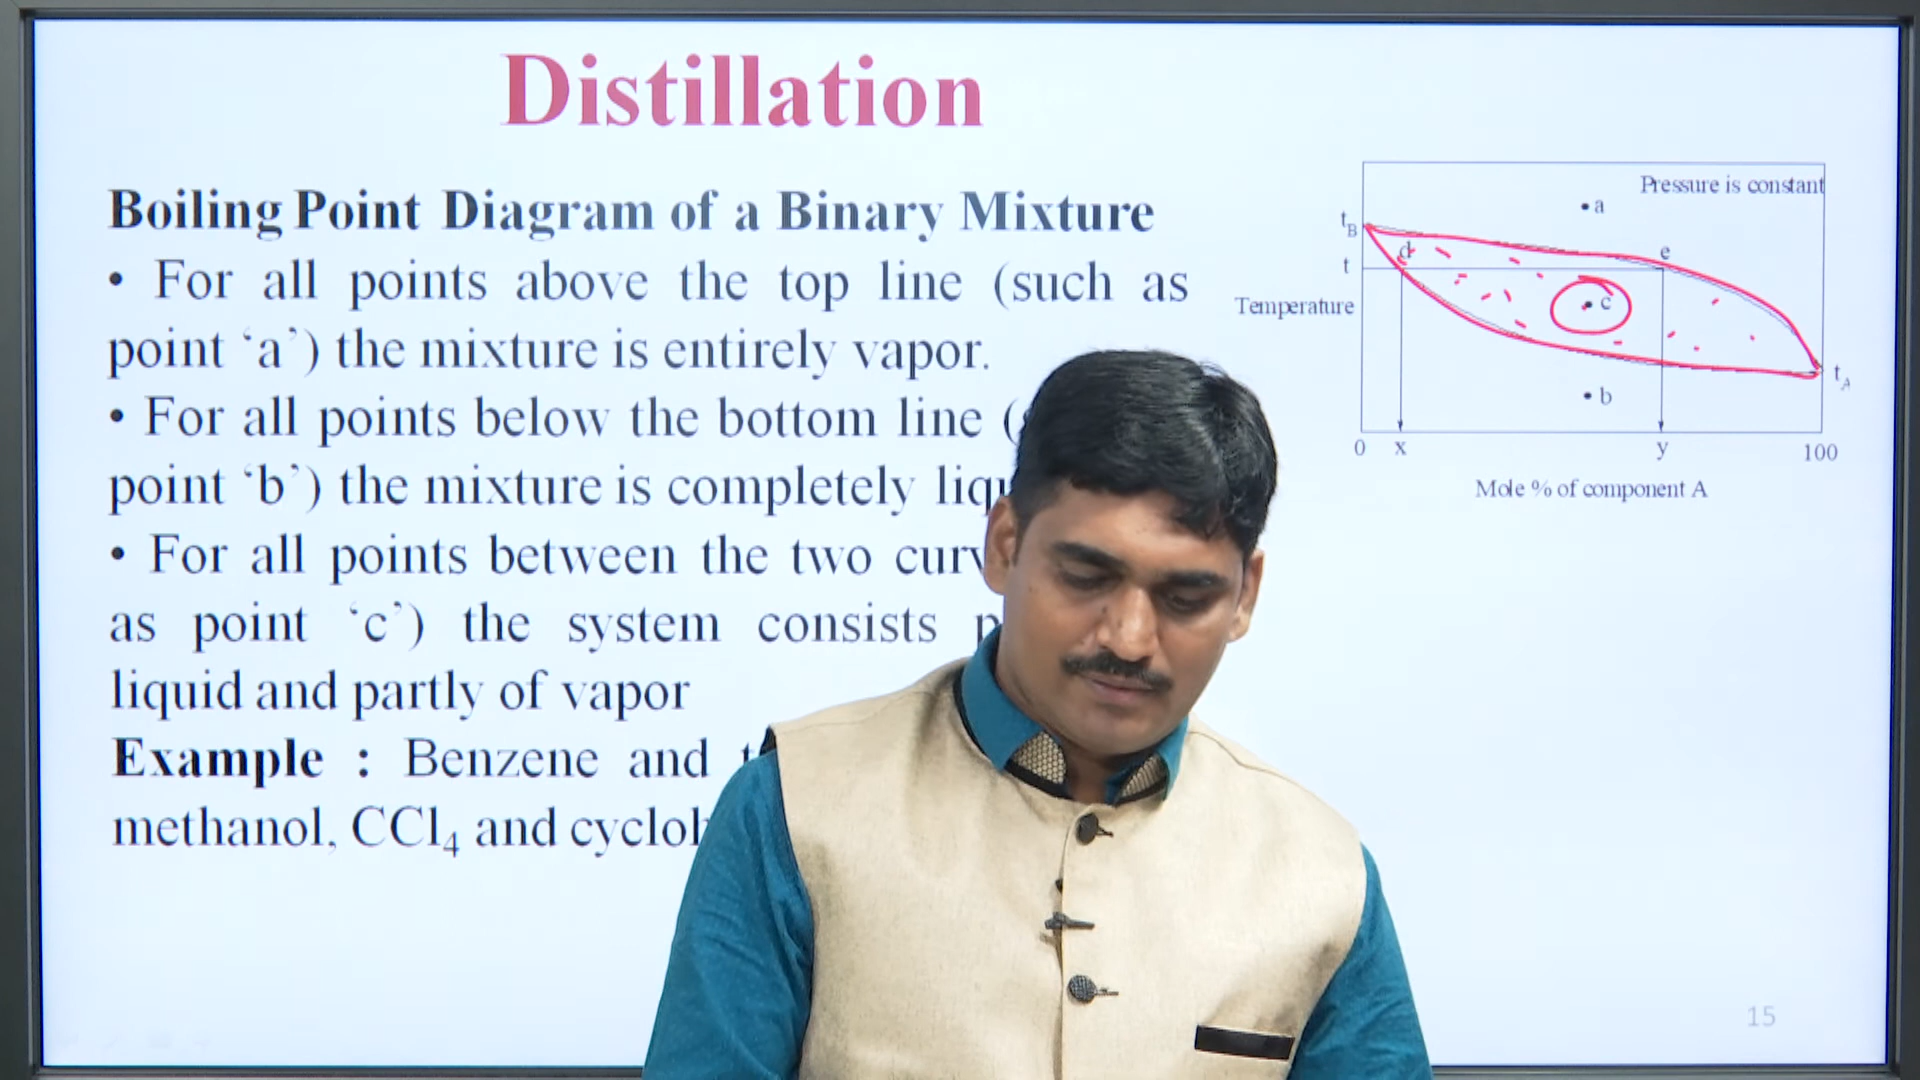 Distillation
Boiling Point Diagram of a Binary Mixture
• For all points above the top line (such as
point ‘a’) the mixture is entirely vapor.
• For all points below the bottom line (
point ‘b’) the mixture is completely
• For all points between the two
as point ‘c’) the system consists
liquid and partly of vapor
Example : Benzene and
methanol, CCl4 and
Pressure is constant
a
tB
d
e
t
c
Temperature
tA
b
0 x y 100
Mole % of component A
15